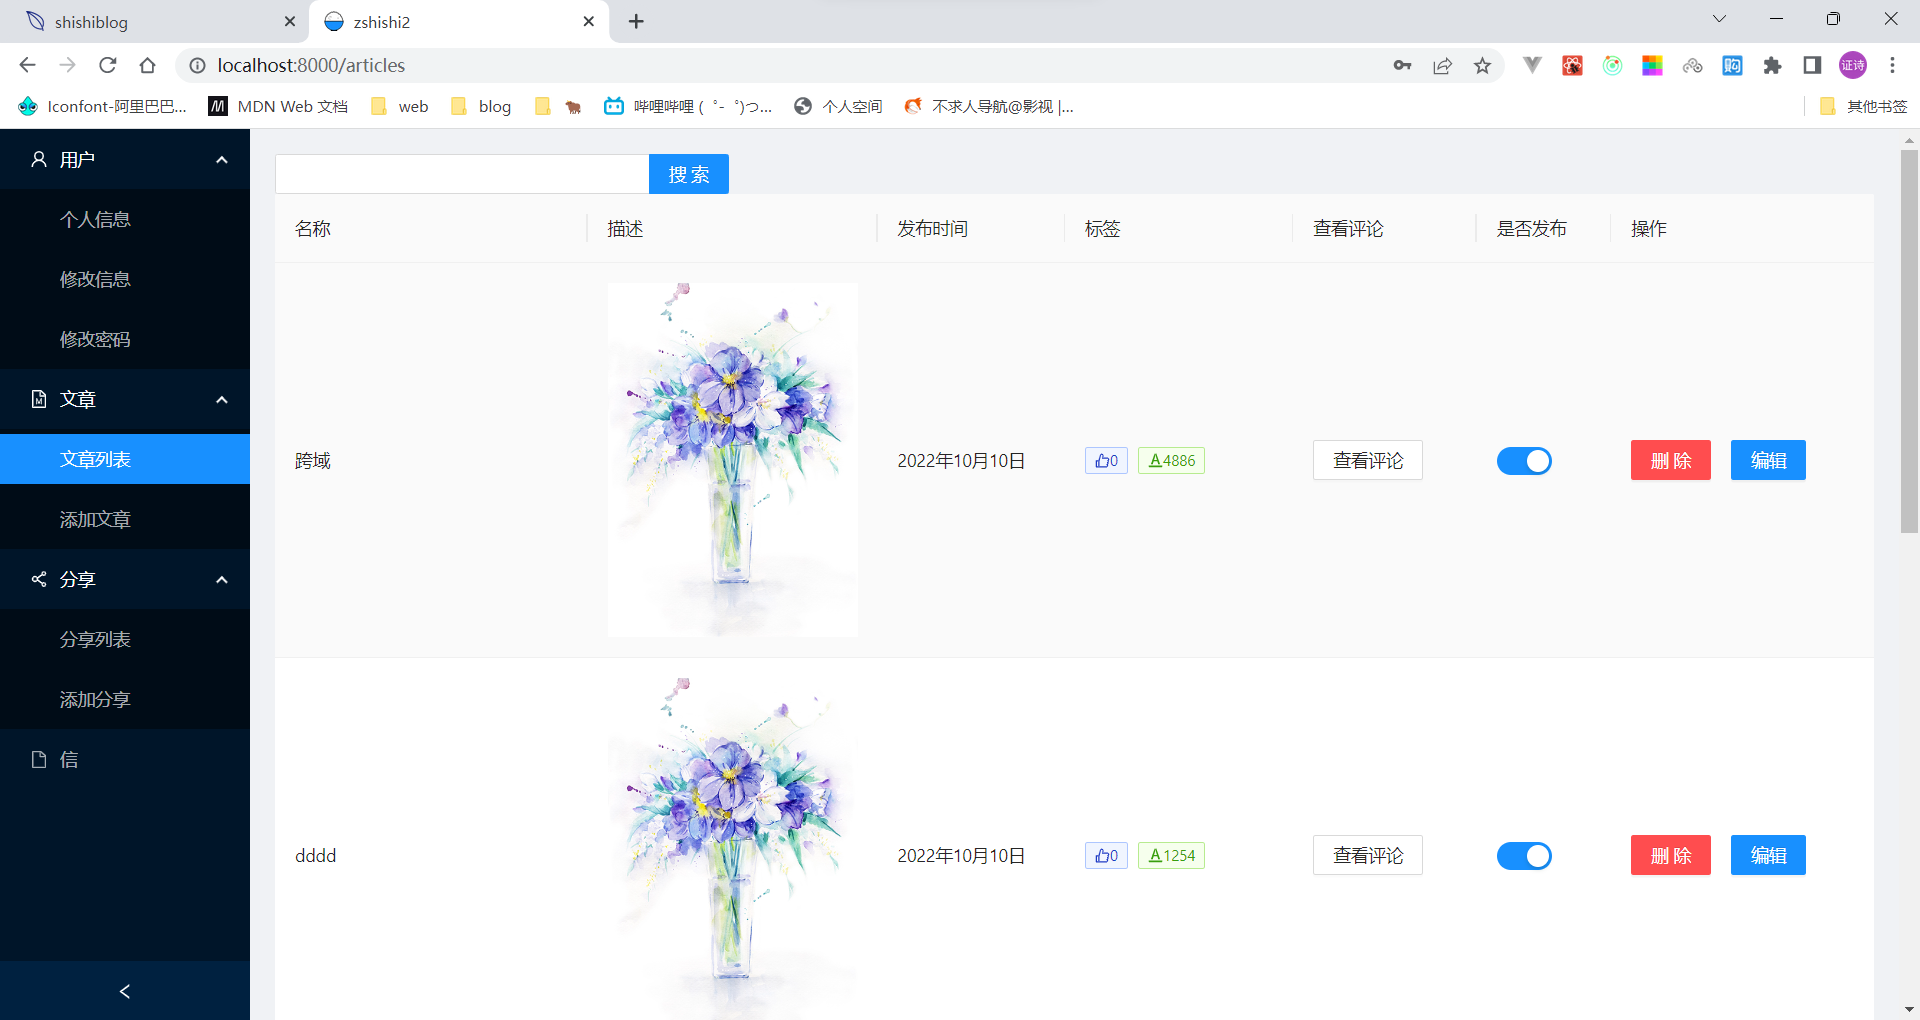 shishiblog
zshishi2
localhost:8000/articles
证诗
Iconfont-阿里巴巴...
MDN Web 文档
web
blog
哔哩哔哩 (゜-゜)つ...
个人空间
不求人导航@影视 |...
其他书签
用户
个人信息
修改信息
修改密码
文章
文章列表
添加文章
分享
分享列表
添加分享
信
搜 索
名称 描述 发布时间 标签 查看评论 是否发布 操作
跨域 2022年10月10日 0 A4886 查看评论 删 除 编辑
dddd 2022年10月10日 0 A1254 查看评论 删 除 编辑